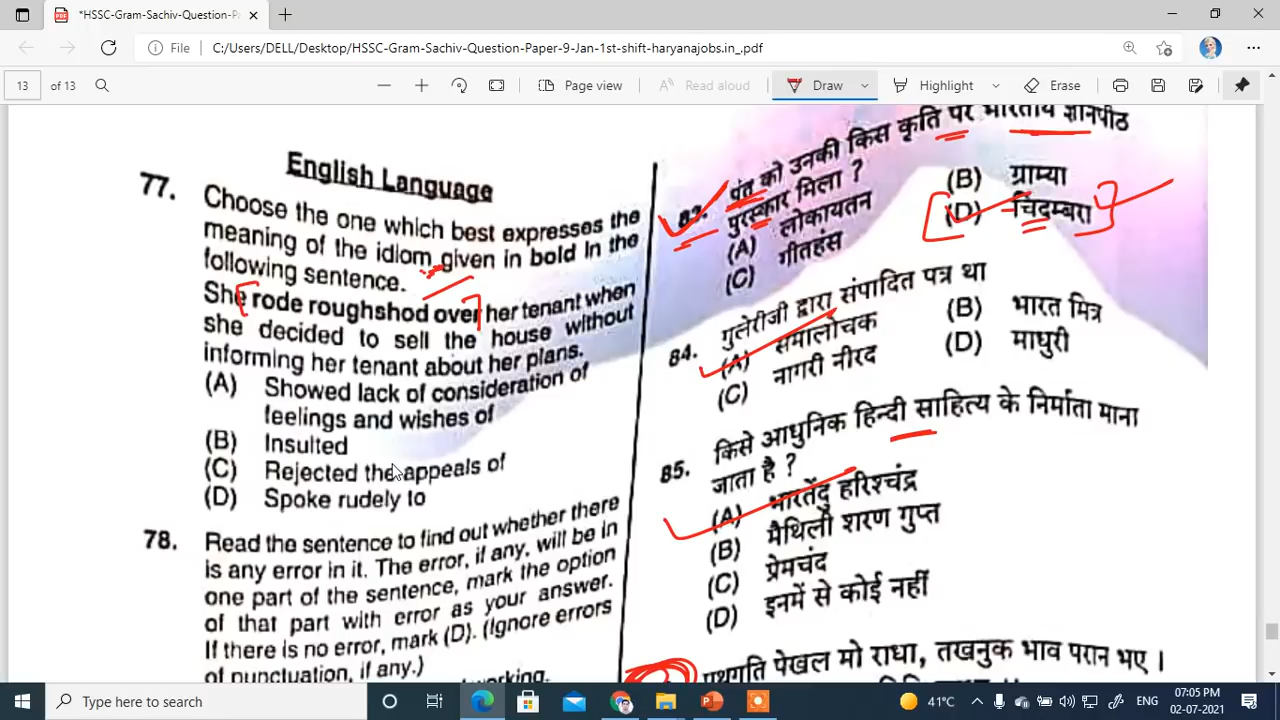 *HSSC-Gram-Sachiv-Question-Pa
File
C:/Users/DELL/Desktop/HSSC-Gram-Sachiv-Question-Paper-9-Jan-1st-shift-haryanajobs.in_.pdf
13 of 13
Page view
Read aloud
Draw
Highlight
Erase
English Language
77. Choose the one which best expresses the
meaning of the idiom given in bold in the
following sentence.
She rode roughshod over her tenant when
she decided to sell the house without
informing her tenant about her plans.
(A) Showed lack of consideration of
feelings and wishes of
(B) Insulted
(C) Rejected the appeals of
(D) Spoke rudely to
78. Read the sentence to find out whether there
is any error in it. The error, if any, will be in
one part of the sentence, mark the option
of that part with error as your answer.
If there is no error, mark (D). (Ignore errors
of punctuation, if any.)
working.
पंत को उनकी किस कृति पर भारतीय ज्ञानपीठ
पुरस्कार मिला ?
(A) लोकायतन
(B) ग्राम्या
(C) गीतहंस
(D) चिदम्बरा
84. गुलेरीजी द्वारा संपादित पत्र था
(A) समालोचक
(B) भारत मित्र
(C) नागरी नीरद
(D) माधुरी
85. किसे आधुनिक हिन्दी साहित्य के निर्माता माना
जाता है ?
(A) भारतेंदु हरिश्चंद्र
(B) मैथिली शरण गुप्त
(C) प्रेमचंद
(D) इनमें से कोई नहीं
पेखल मो राधा, तखनुक भाव परान भए ।
Type here to search
41°C
ENG
07:05 PM
02-07-2021